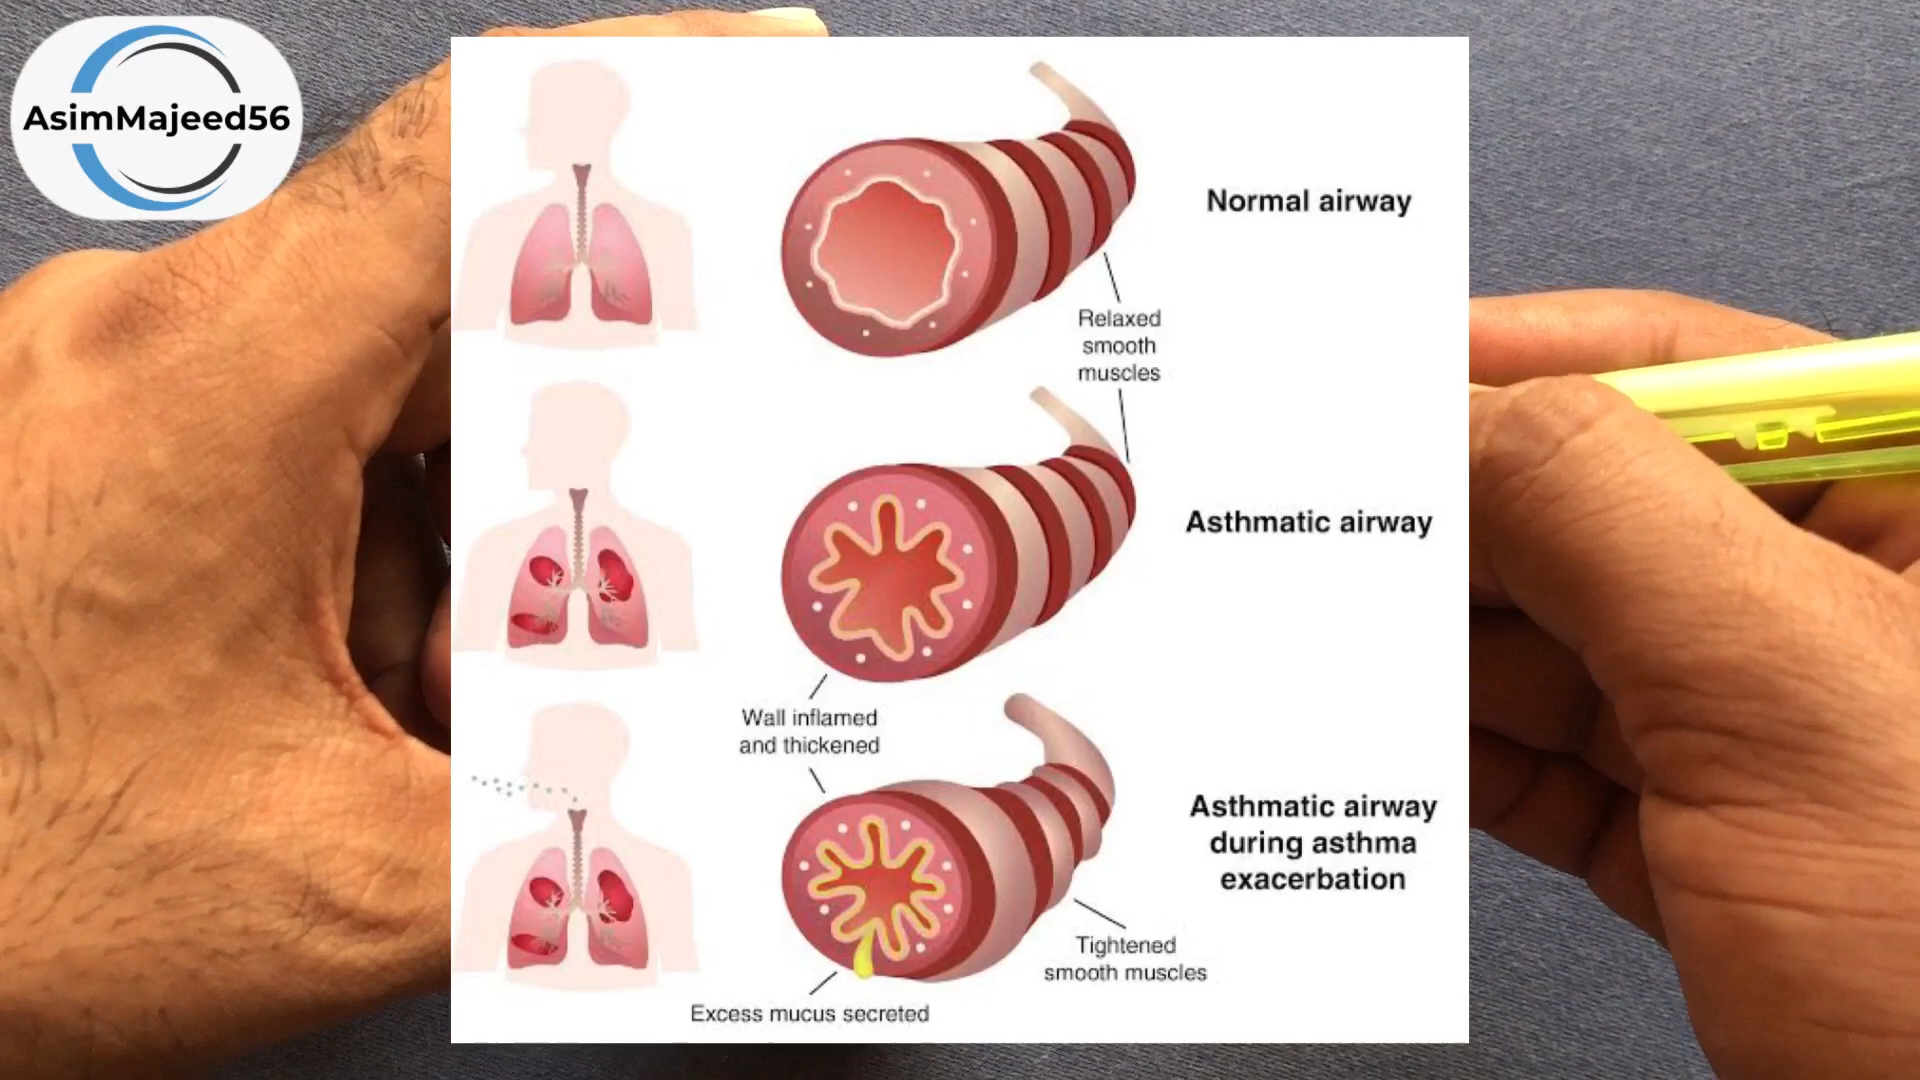 AsimMajeed56
Normal airway
Relaxed
smooth
muscles
Asthmatic airway
Wall inflamed
and thickened
Asthmatic airway
during asthma
exacerbation
Tightened
smooth muscles
Excess mucus secreted